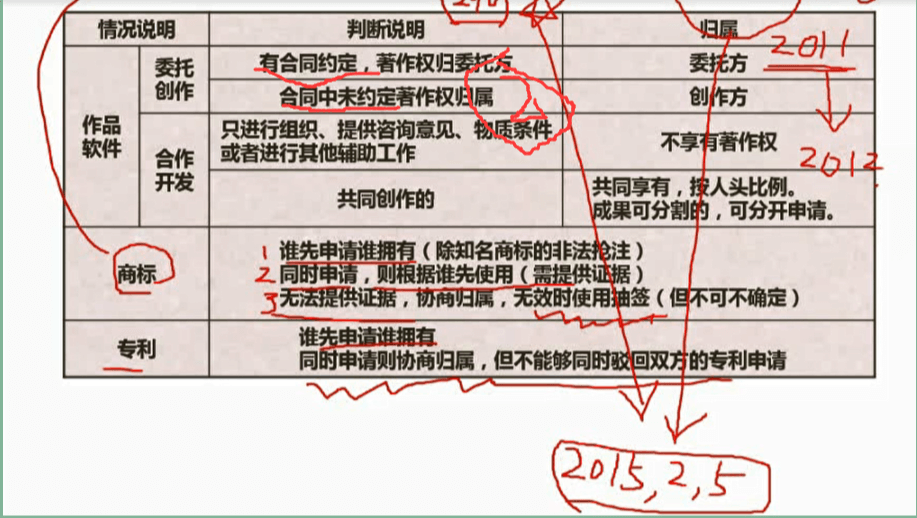 情况说明 判断说明 归属
作品
软件
委托
创作
有合同约定，著作权归委托方 委托方
合同中未约定著作权归属 创作方
合作
开发
只进行组织、提供咨询意见、物质条件
或者进行其他辅助工作
不享有著作权
共同创作的
共同享有，按人头比例。
成果可分割的，可分开申请。
商标
1 谁先申请谁拥有（除知名商标的非法抢注）
2 同时申请，则根据谁先使用（需提供证据）
3 无法提供证据，协商归属，无效时使用抽签（但不可不确定）
专利
谁先申请谁拥有
同时申请则协商归属，但不能够同时驳回双方的专利申请
2011
2012
2015,2,5